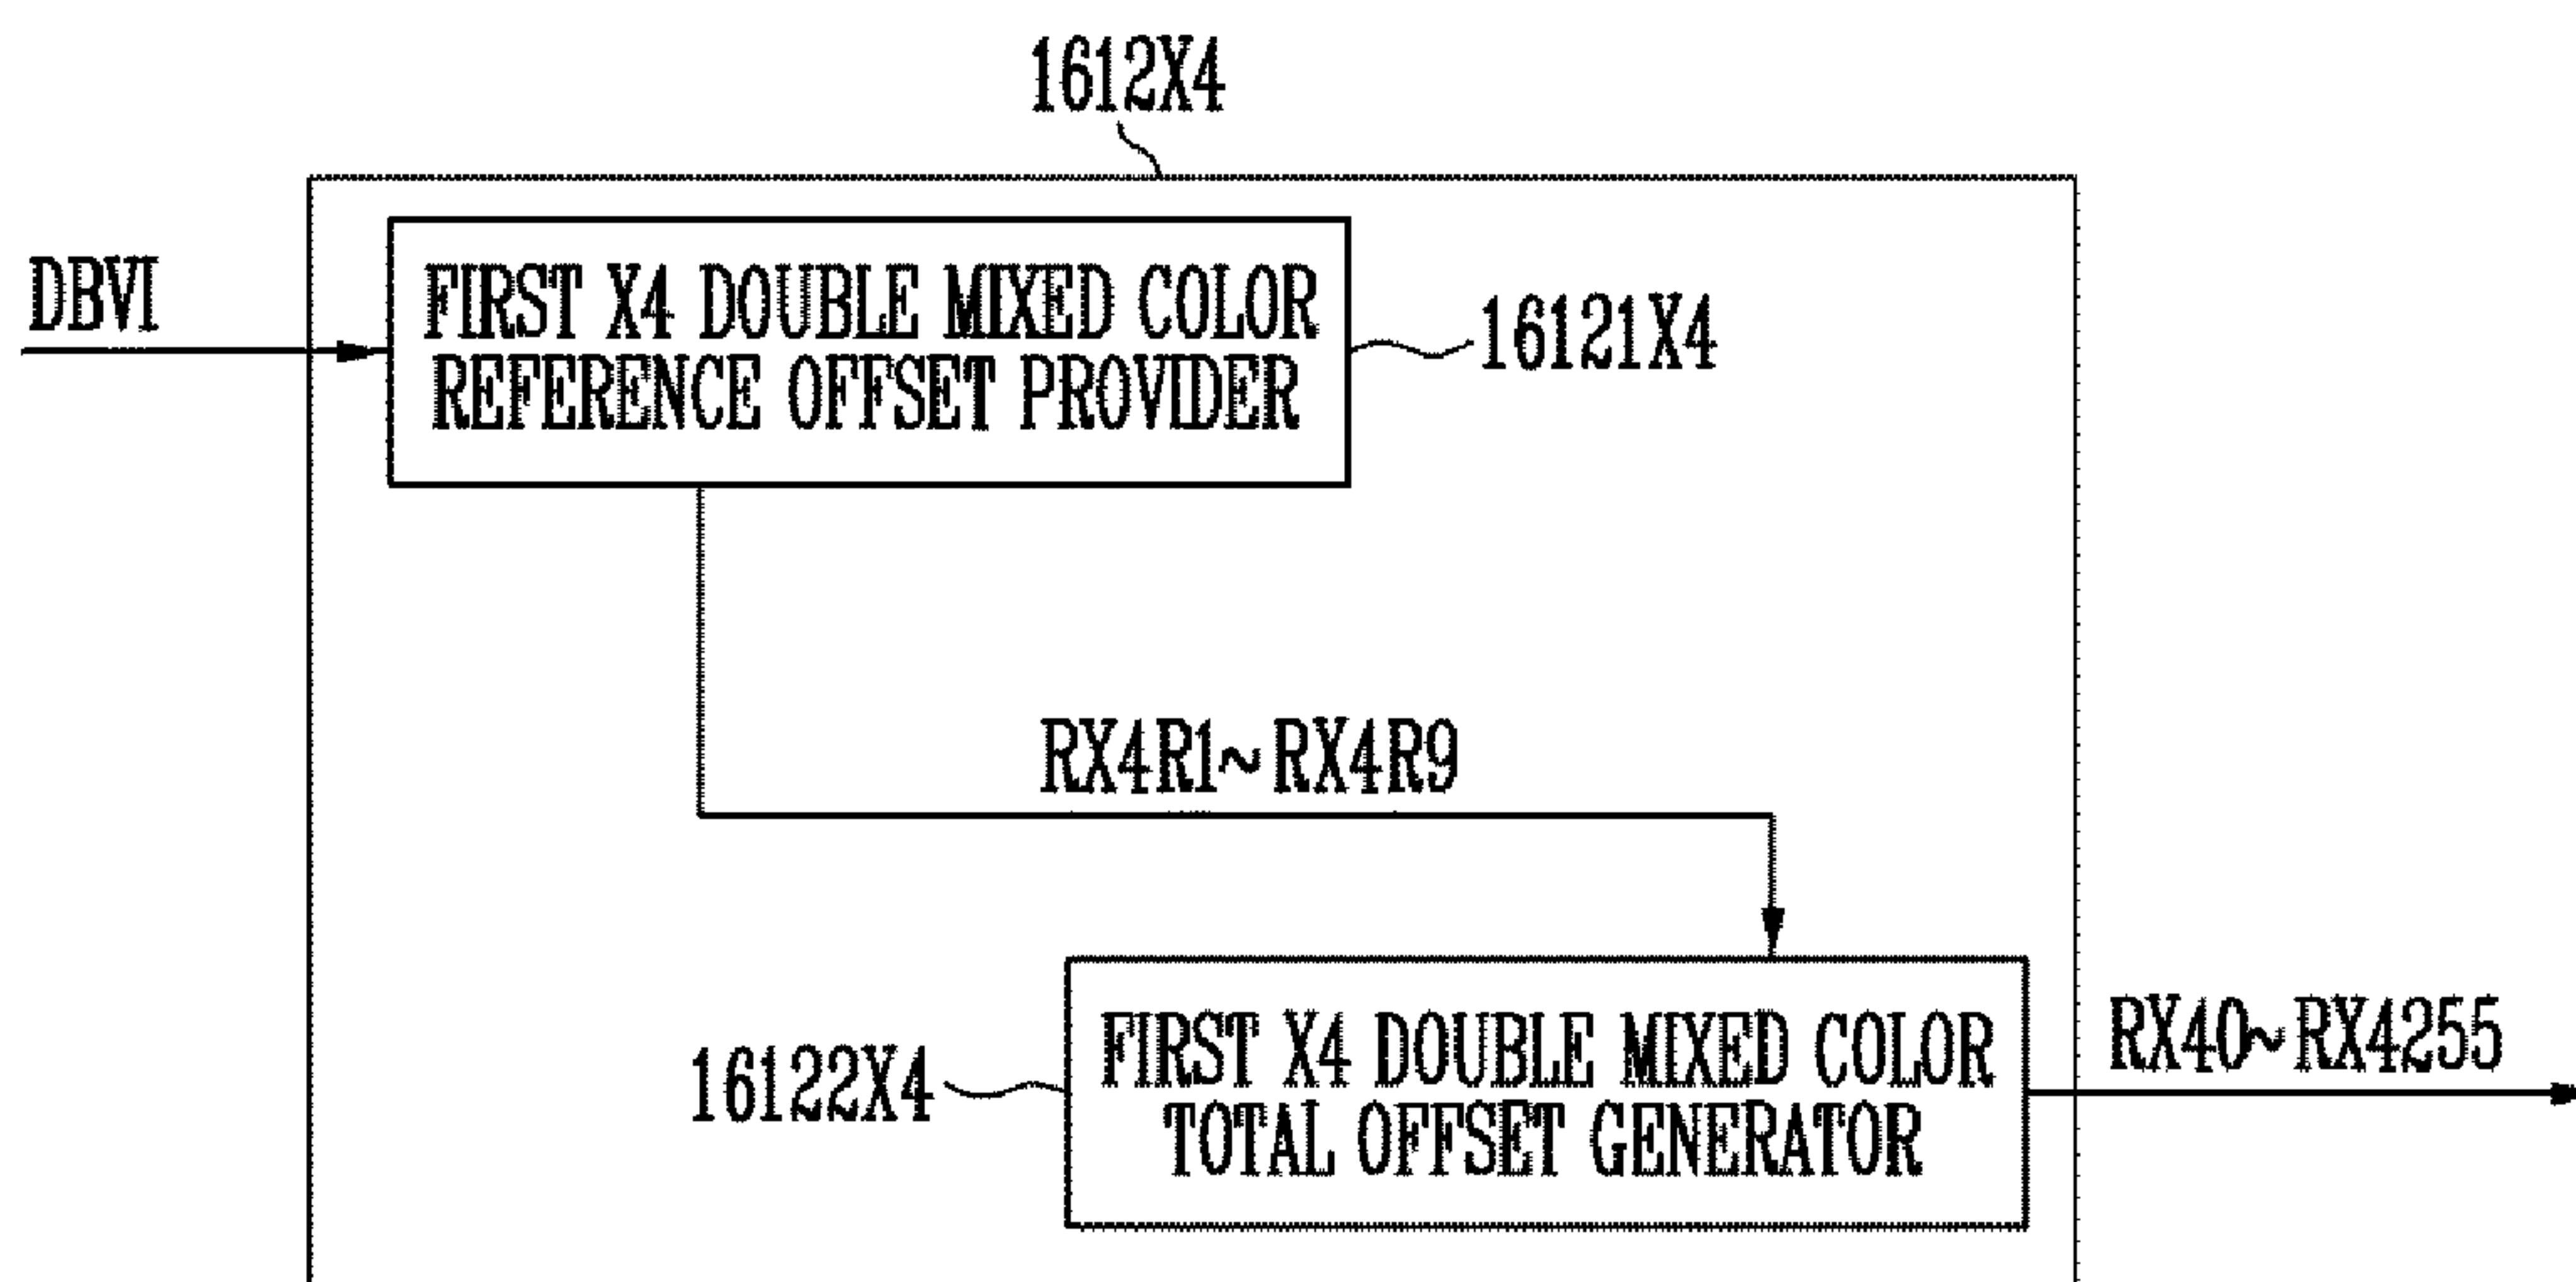 1612X4
DBVI
FIRST X4 DOUBLE MIXED COLOR
REFERENCE OFFSET PROVIDER
16121X4
RX4R1~RX4R9
FIRST X4 DOUBLE MIXED COLOR
TOTAL OFFSET GENERATOR
16122X4
RX40~RX4255